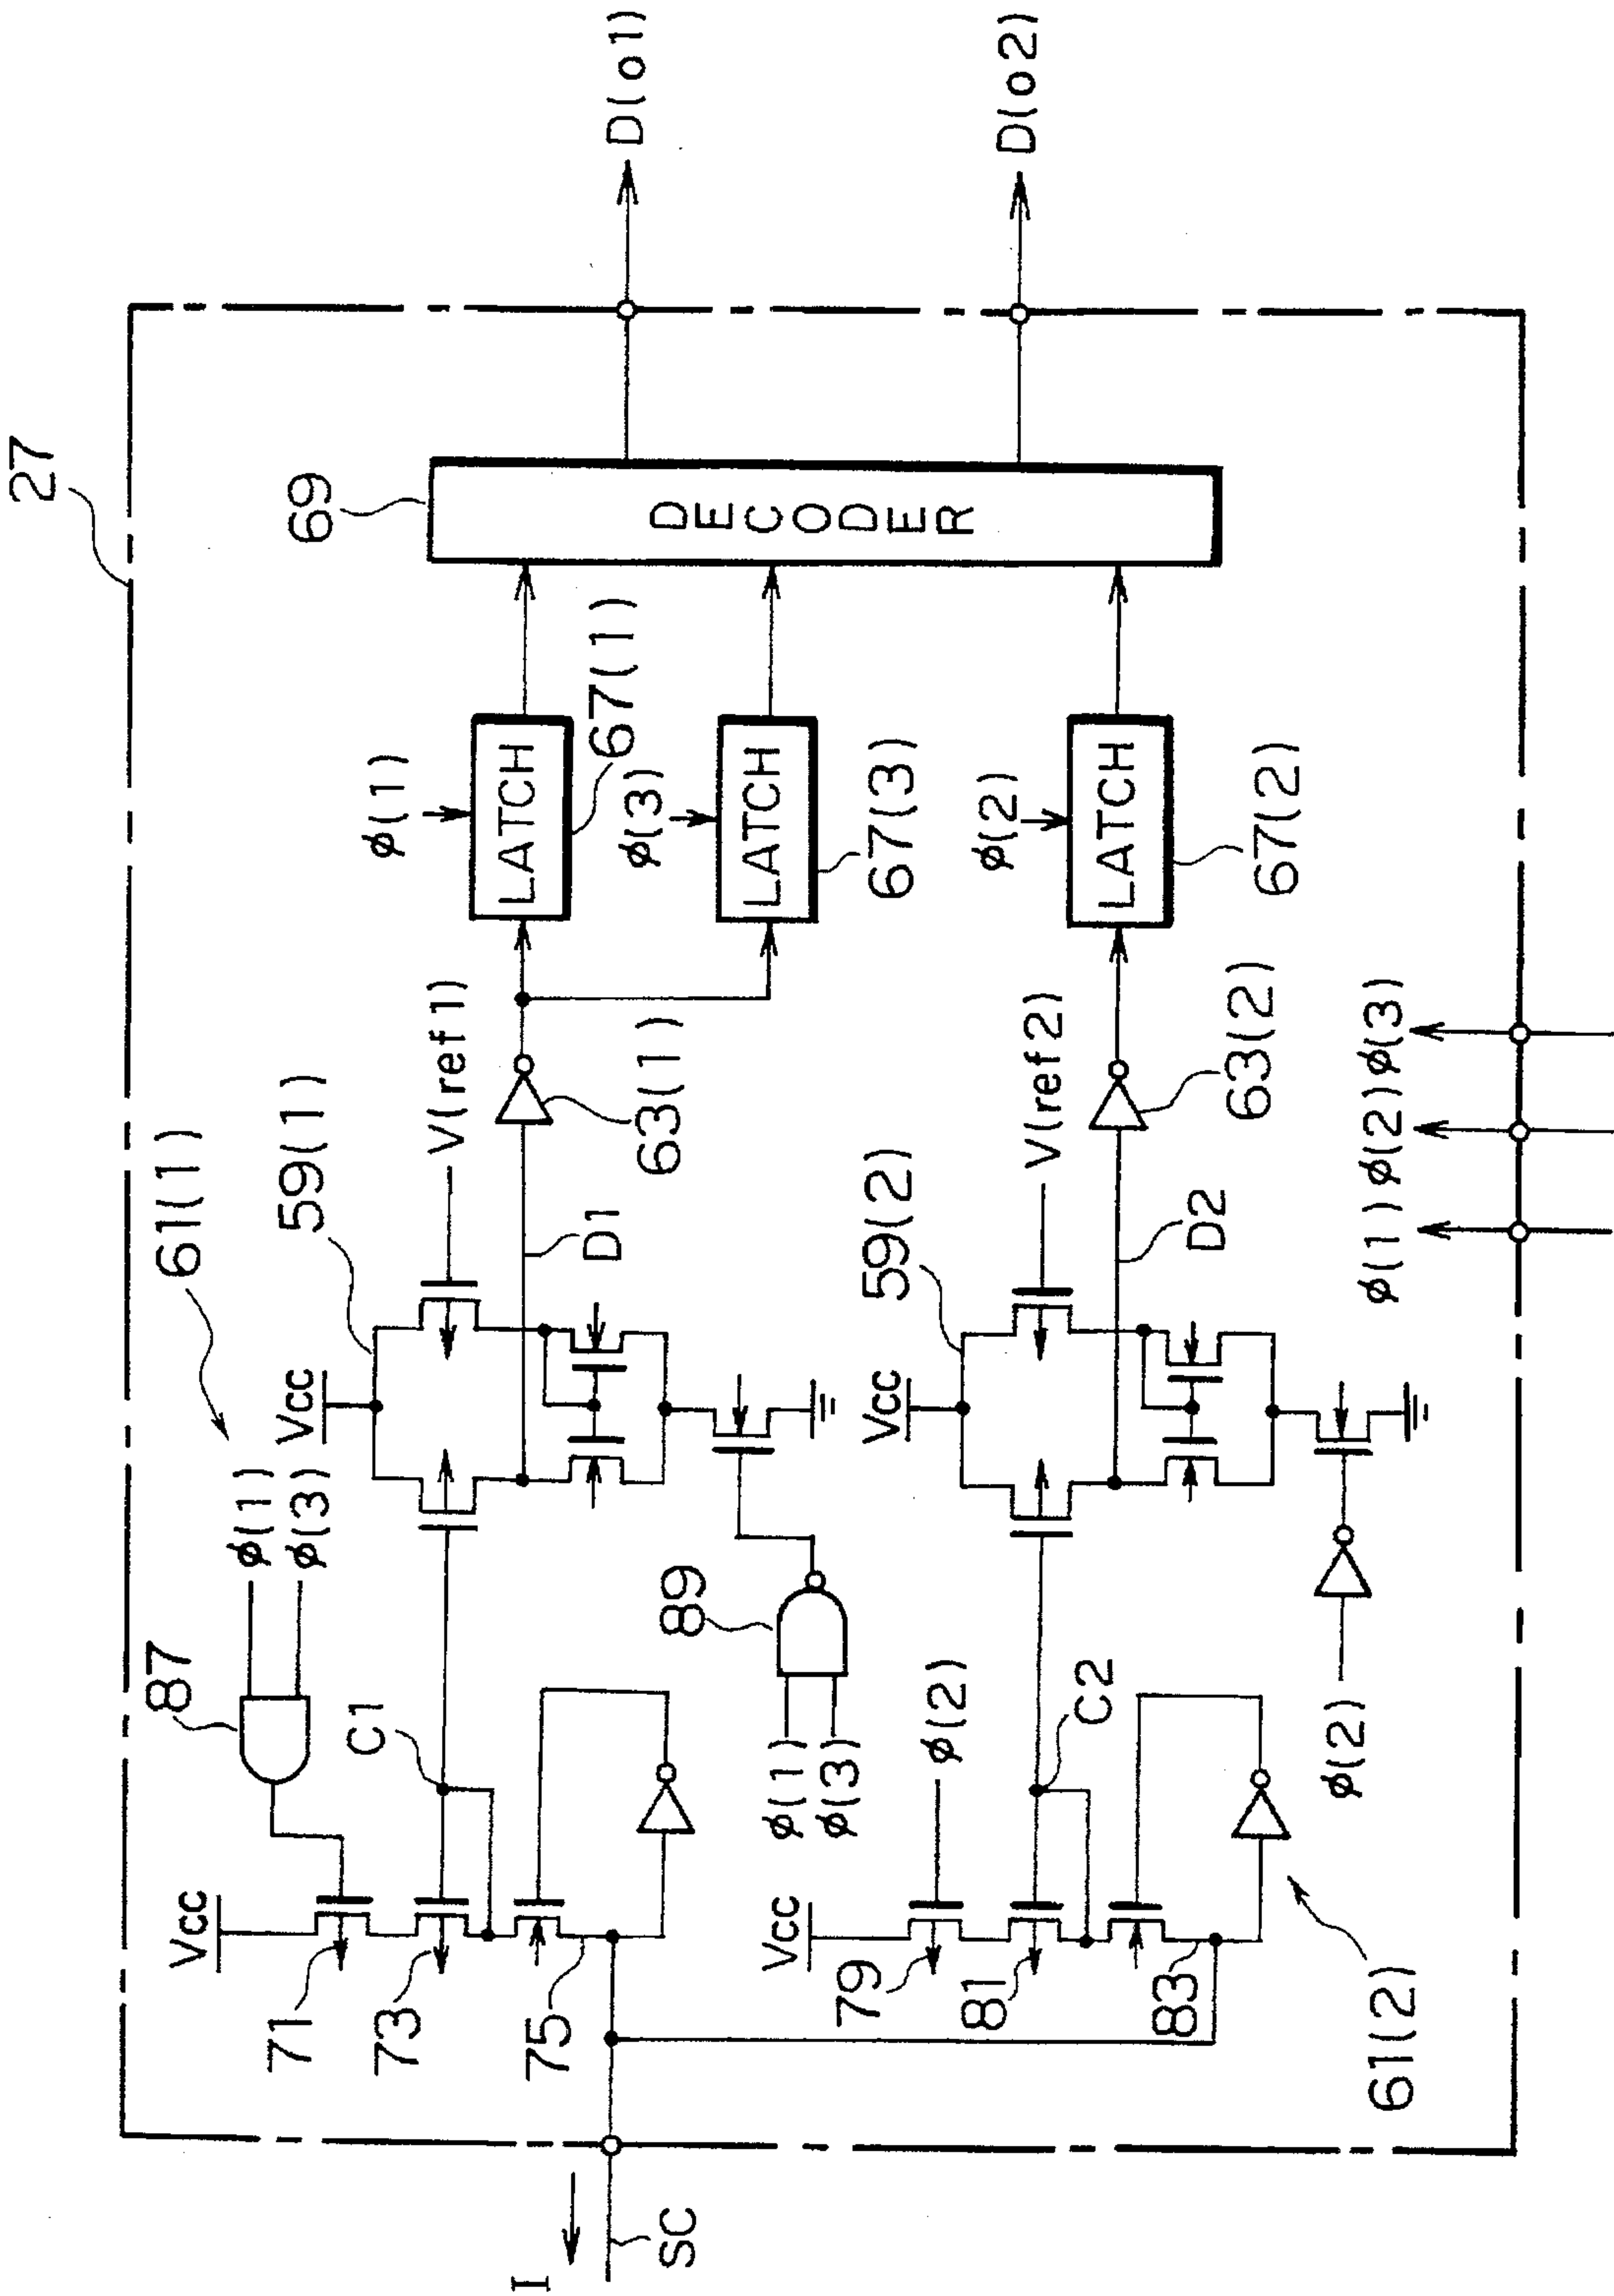 27
69
DECODER
D(o1)
D(o2)
61(1)
59(1)
87
ø(1)
ø(3)
Vcc
Vcc
V(ref1)
ø(1)
LATCH
67(1)
ø(3)
LATCH
67(3)
63(1)
D1
C1
71
73
75
89
ø(1)
ø(3)
I
SC
Vcc
ø(2)
79
81
83
C2
61(2)
ø(2)
Vcc
59(2)
V(ref2)
D2
63(2)
ø(2)
LATCH
67(2)
ø(1)
ø(2)
ø(3)